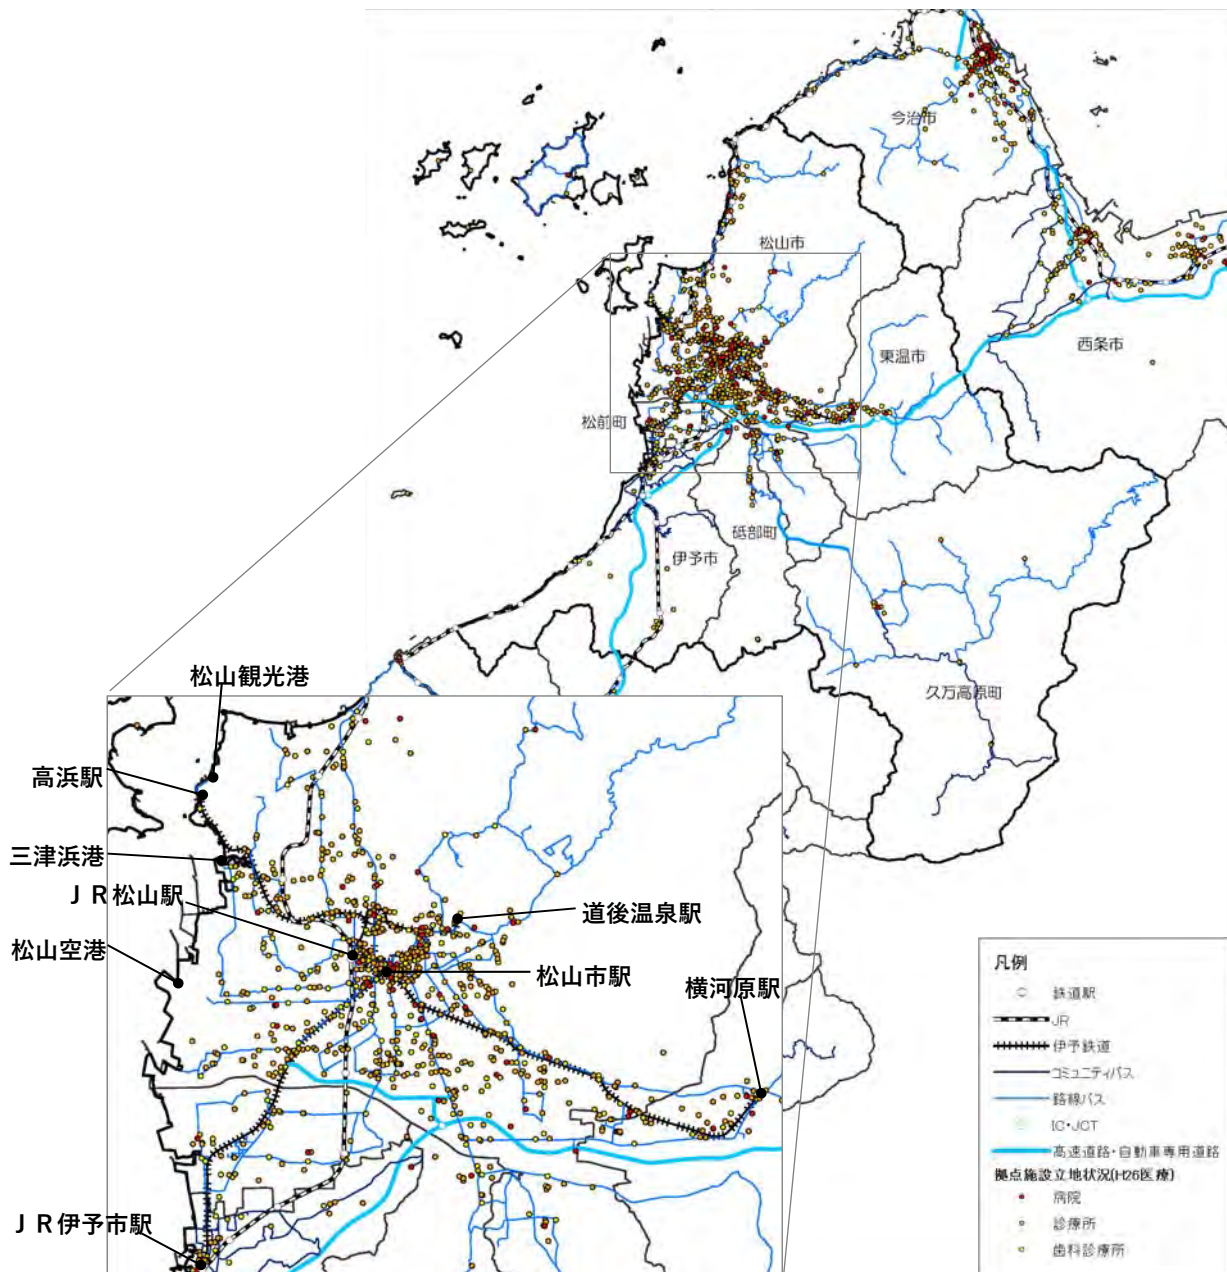 今治市
松山市
東温市
西条市
松前町
砥部町
伊予市
久万高原町
松山観光港
高浜駅
三津浜港
ＪＲ松山駅
道後温泉駅
松山空港
松山市駅
横河原駅
ＪＲ伊予市駅
凡例
鉄道駅
JR
伊予鉄道
コミュニティバス
路線バス
IC・JCT
高速道路・自動車専用道路
拠点施設立地状況(H26医療)
病院
診療所
歯科診療所